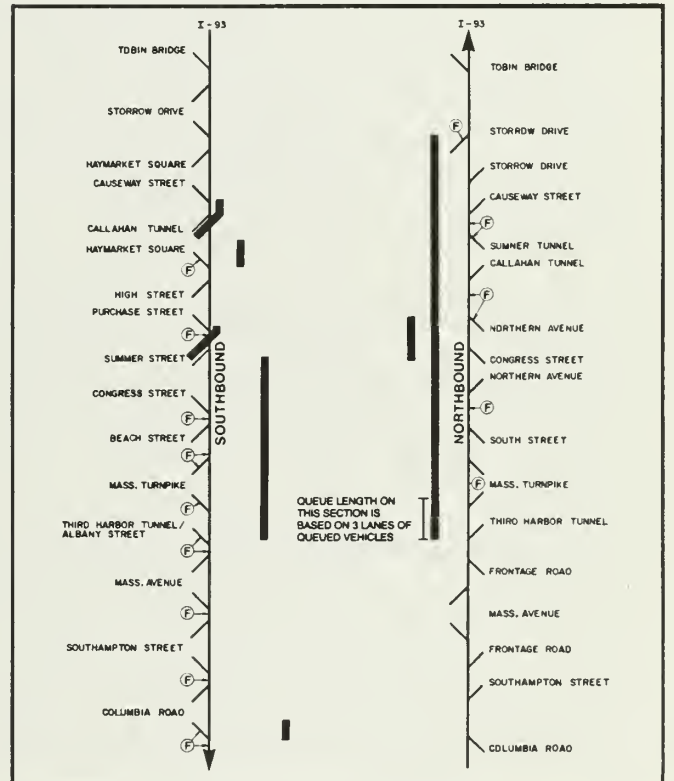 I-93
TOBIN BRIDGE
STORROW DRIVE
HAYMARKET SQUARE
CAUSEWAY STREET
CALLAHAN TUNNEL
HAYMARKET SQUARE
F
HIGH STREET
PURCHASE STREET
F
SUMMER STREET
CONGRESS STREET
F
BEACH STREET
F
MASS. TURNPIKE
F
THIRD HARBOR TUNNEL/
ALBANY STREET
F
MASS. AVENUE
F
SOUTHAMPTON STREET
F
COLUMBIA ROAD
F
SOUTHBOUND
QUEUE LENGTH ON
THIS SECTION IS
BASED ON 3 LANES OF
QUEUED VEHICLES
NORTHBOUND
I-93
TOBIN BRIDGE
F
STORROW DRIVE
STORROW DRIVE
CAUSEWAY STREET
F
SUMNER TUNNEL
CALLAHAN TUNNEL
F
NORTHERN AVENUE
CONGRESS STREET
NORTHERN AVENUE
F
SOUTH STREET
F
MASS. TURNPIKE
THIRD HARBOR TUNNEL
FRONTAGE ROAD
MASS. AVENUE
FRONTAGE ROAD
SOUTHAMPTON STREET
COLUMBIA ROAD